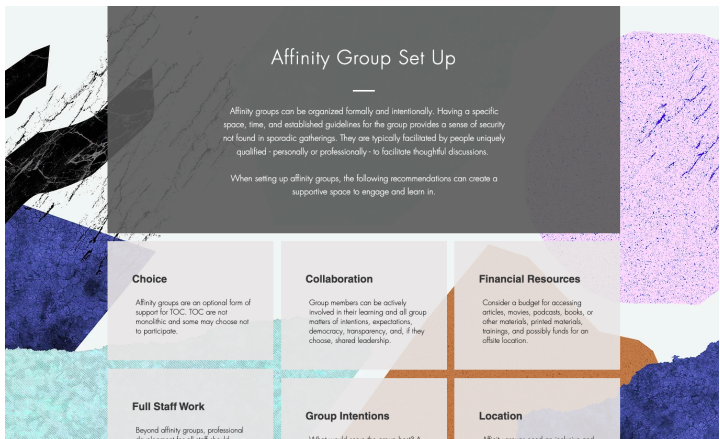 Affinity Group Set Up
Affinity groups can be organized formally and intentionally. Having a specific
space, time, and established guidelines for the group provides a sense of security
not found in sporadic gatherings. They are typically facilitated by people uniquely
qualified - personally or professionally - to facilitate thoughtful discussions.
When setting up affinity groups, the following recommendations can create a
supportive space to engage and learn in.
Choice
Affinity groups are an optional form of
support for TOC. TOC are not
monolithic and some may choose not
to participate.
Collaboration
Group members can be actively
involved in their learning and all group
matters of intentions, expectations,
democracy, transparency, and, if they
choose, shared leadership.
Financial Resources
Consider a budget for accessing
articles, movies, podcasts, books, or
other materials, printed materials,
trainings, and possibly funds for an
offsite location.
Full Staff Work
Beyond affinity groups, professional
development for all staff should
Group Intentions
Location